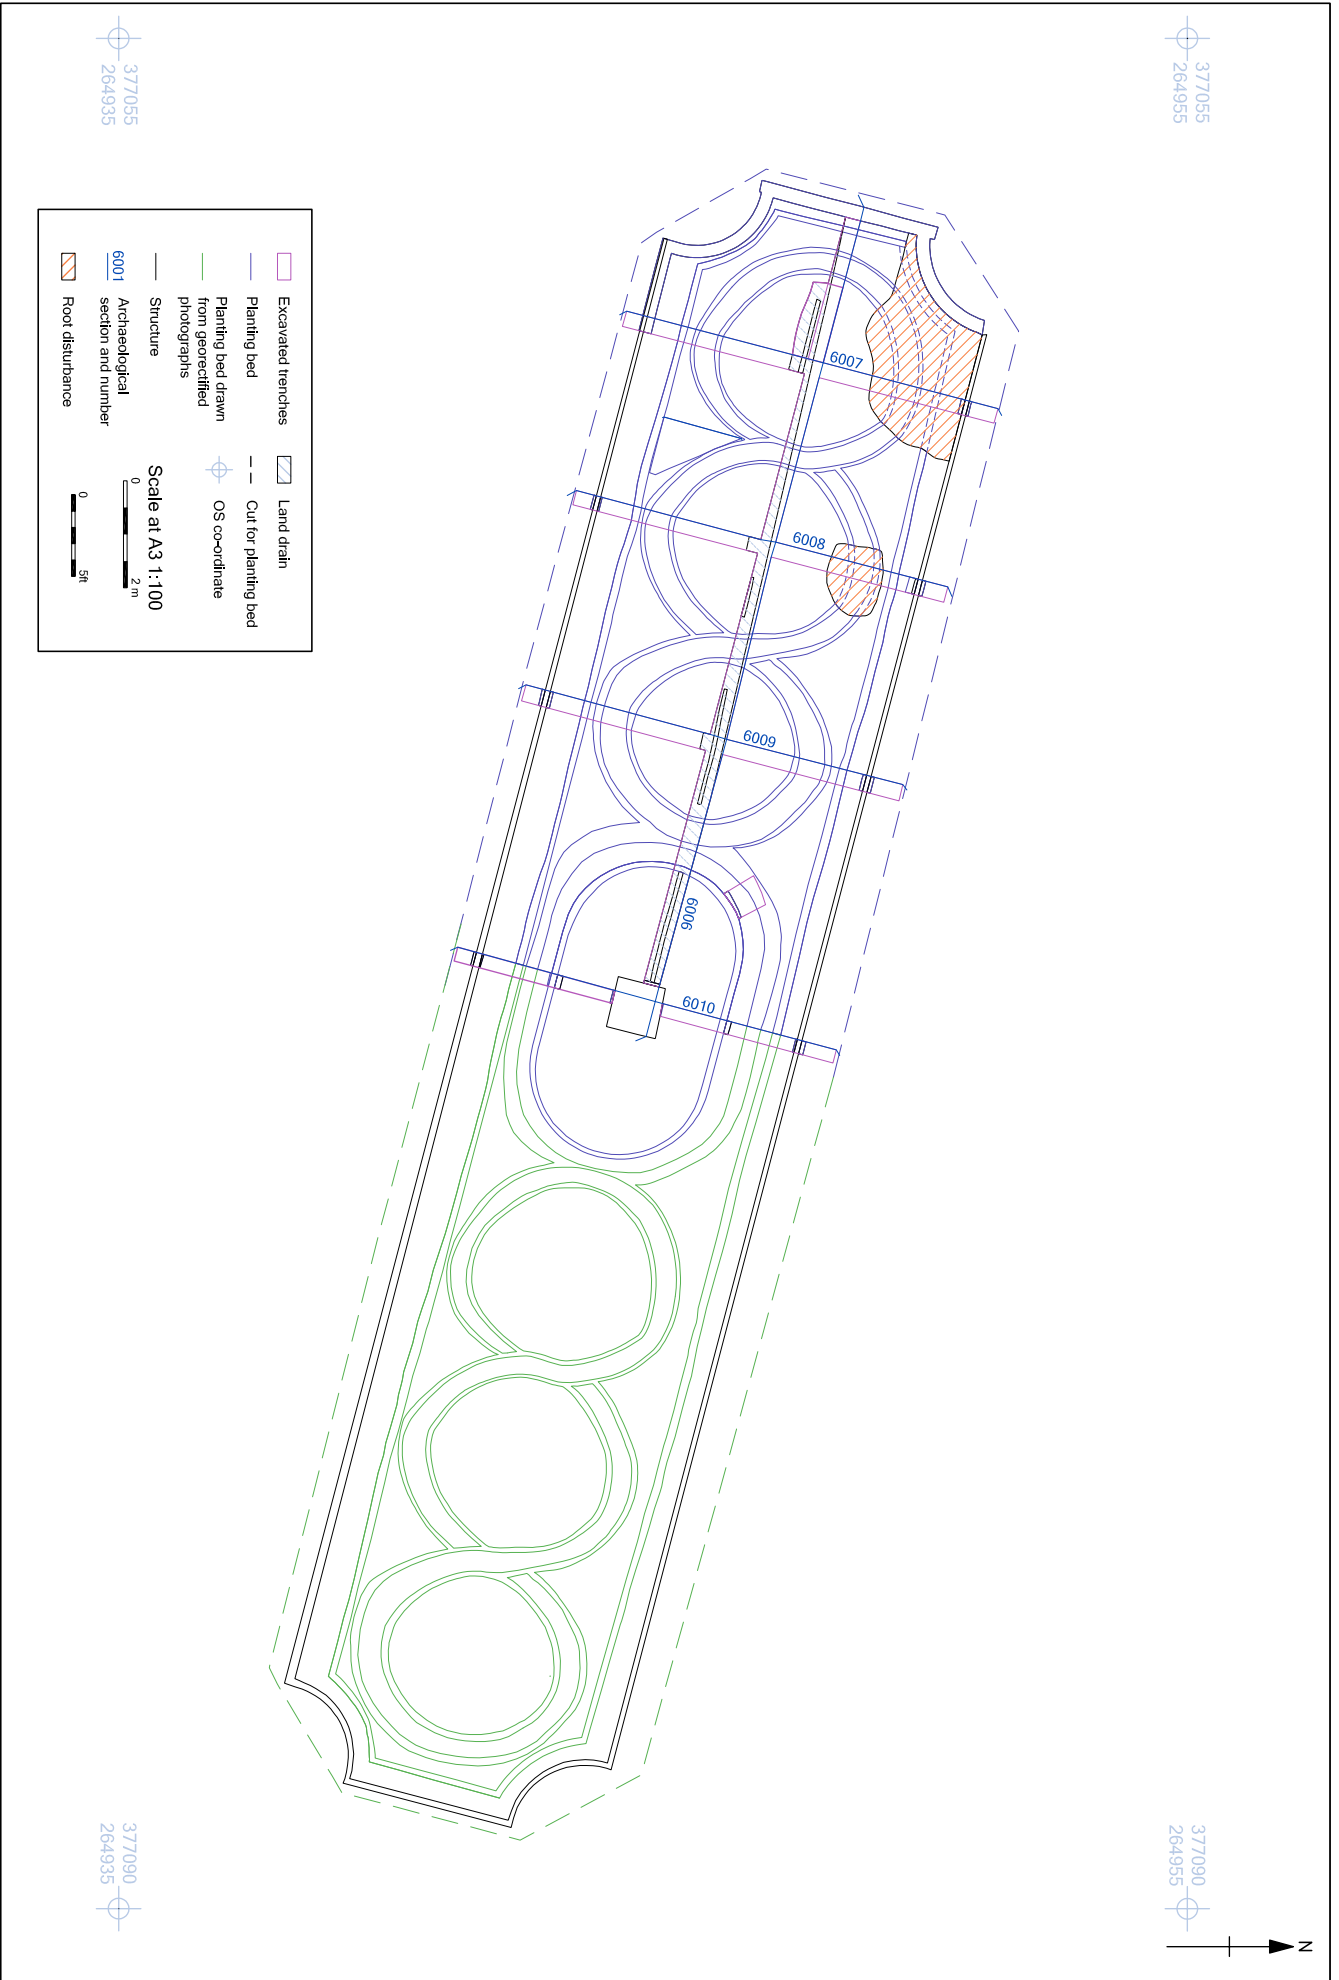 377055
264955
377090
264955
N
6007
6008
6009
6006
6010
377055
264935
377090
264935
Excavated trenches
Planting bed
Planting bed drawn
from georectified
photographs
Structure
6001
Archaeological
section and number
Root disturbance
Land drain
Cut for planting bed
OS co-ordinate
Scale at A3 1:100
0 2 m
0 5ft